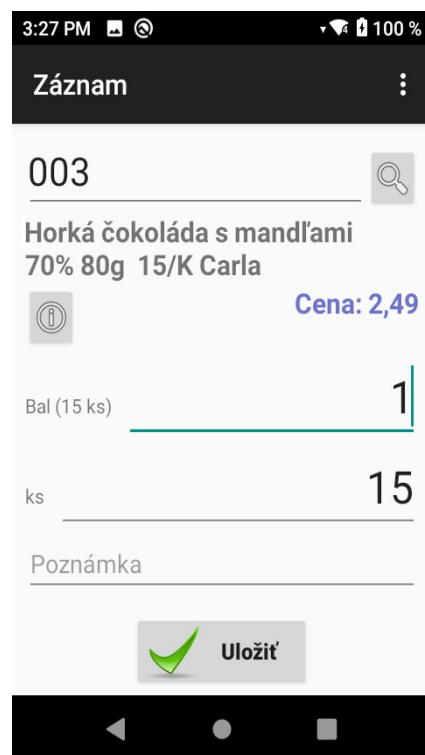 3:27 PM 100 %
Záznam
003
Horká čokoláda s mandľami
70% 80g 15/K Carla
Cena: 2,49
Bal (15 ks) 1
ks 15
Poznámka
Uložiť